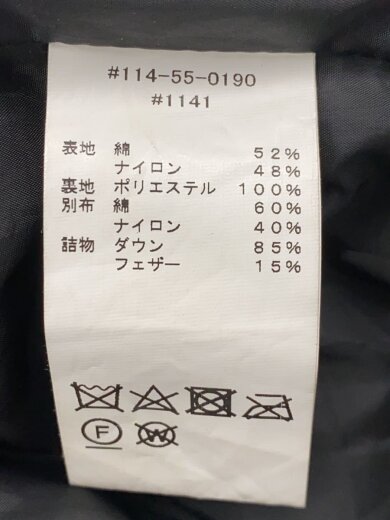 #114-55-0190
#1141
表地 綿 52%
ナイロン 48%
裏地 ポリエステル 100%
別布 綿 60%
ナイロン 40%
詰物 ダウン 85%
フェザー 15%
F W